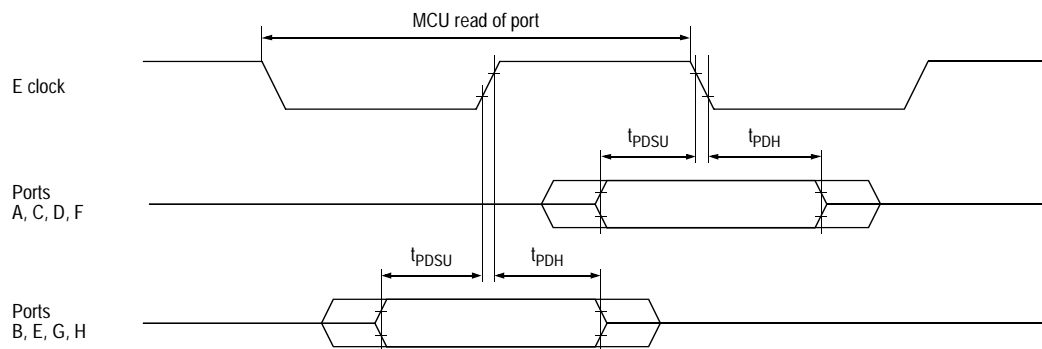 MCU read of port
E clock
tPDSU
tPDH
Ports
A, C, D, F
tPDSU
tPDH
Ports
B, E, G, H